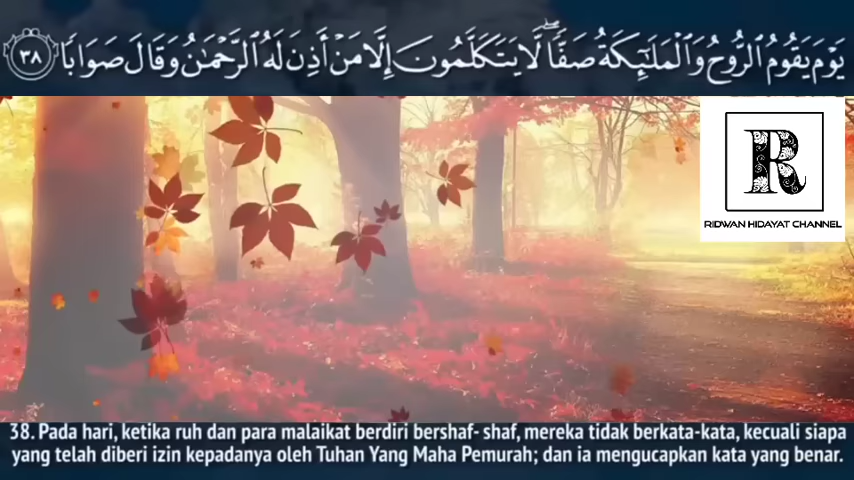 يَوْمَ يَقُومُ ٱلرُّوحُ وَٱلْمَلَٰٓئِكَةُ صَفًّاۖ لَّا يَتَكَلَّمُونَ إِلَّا مَنْ أَذِنَ لَهُ ٱلرَّحْمَٰنُ وَقَالَ صَوَابًا ٣٨
R
RIDWAN HIDAYAT CHANNEL
38. Pada hari, ketika ruh dan para malaikat berdiri bershaf- shaf, mereka tidak berkata-kata, kecuali siapa
yang telah diberi izin kepadanya oleh Tuhan Yang Maha Pemurah; dan ia mengucapkan kata yang benar.